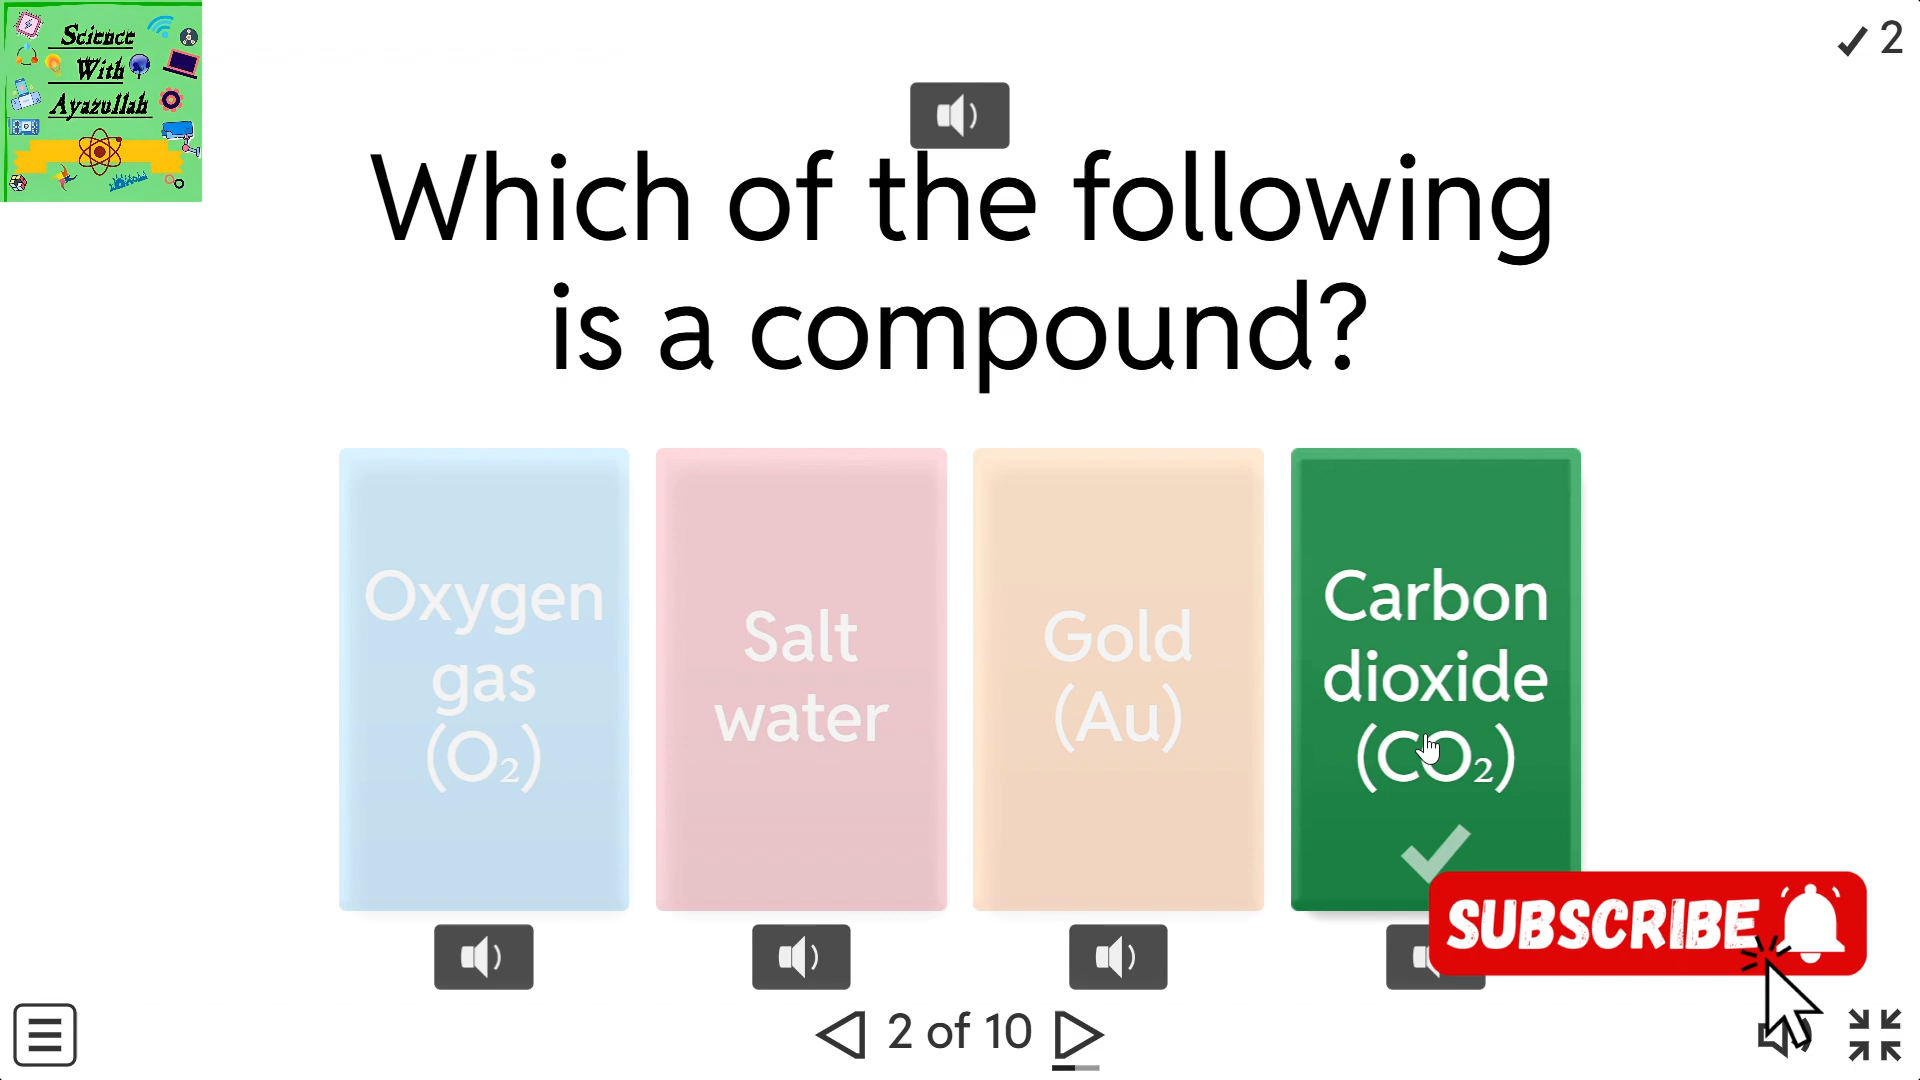 Science
With
Ayazullah
2
Which of the following
is a compound?
Oxygen
gas
(O₂)
Salt
water
Gold
(Au)
Carbon
dioxide
(CO₂)
SUBSCRIBE
2 of 10